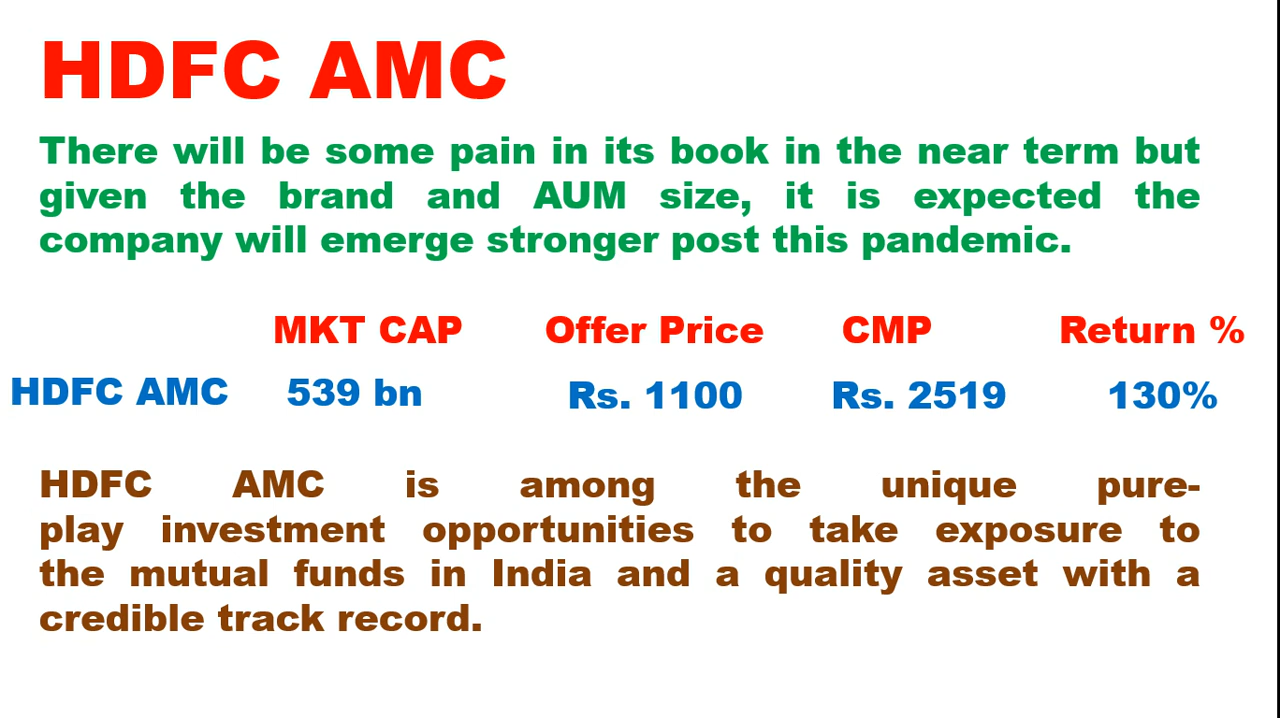 HDFC AMC
There will be some pain in its book in the near term but
given the brand and AUM size, it is expected the
company will emerge stronger post this pandemic.
MKT CAP Offer Price CMP Return %
HDFC AMC 539 bn Rs. 1100 Rs. 2519 130%
HDFC AMC is among the unique pure-
play investment opportunities to take exposure to
the mutual funds in India and a quality asset with a
credible track record.